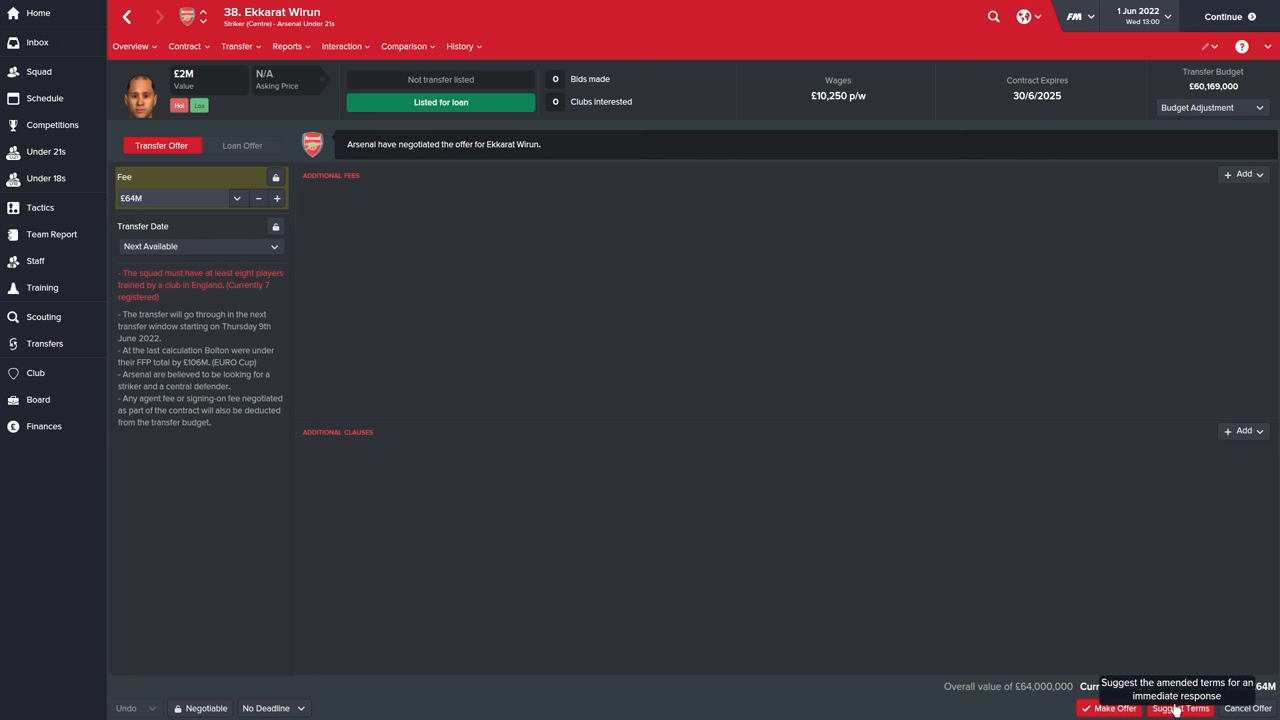 Home
Inbox
Squad
Schedule
Competitions
Under 21s
Under 18s
Tactics
Team Report
Staff
Training
Scouting
Transfers
Club
Board
Finances
38. Ekkarat Wirun
Striker (Centre) - Arsenal Under 21s
FM
1 Jun 2022
Wed 13:00
Continue
Overview
Contract
Transfer
Reports
Interaction
Comparison
History
£2M
Value
N/A
Asking Price
Hol
Loa
Not transfer listed
Listed for loan
0 Bids made
0 Clubs Interested
Wages
£10,250 p/w
Contract Expires
30/6/2025
Transfer Budget
£60,169,000
Budget Adjustment
Transfer Offer
Loan Offer
Arsenal have negotiated the offer for Ekkarat Wirun.
Fee
£64M
Transfer Date
Next Available
- The squad must have at least eight players
trained by a club in England. (Currently 7
registered)
- The transfer will go through in the next
transfer window starting on Thursday 9th
June 2022.
- At the last calculation Bolton were under
their FFP total by £106M. (EURO Cup)
- Arsenal are believed to be looking for a
striker and a central defender.
- Any agent fee or signing-on fee negotiated
as part of the contract will also be deducted
from the transfer budget.
ADDITIONAL FEES
Add
ADDITIONAL CLAUSES
Add
Overall value of £64,000,000
Suggest the amended terms for an
immediate response
64M
Undo
Negotiable
No Deadline
Make Offer
Suggest Terms
Cancel Offer